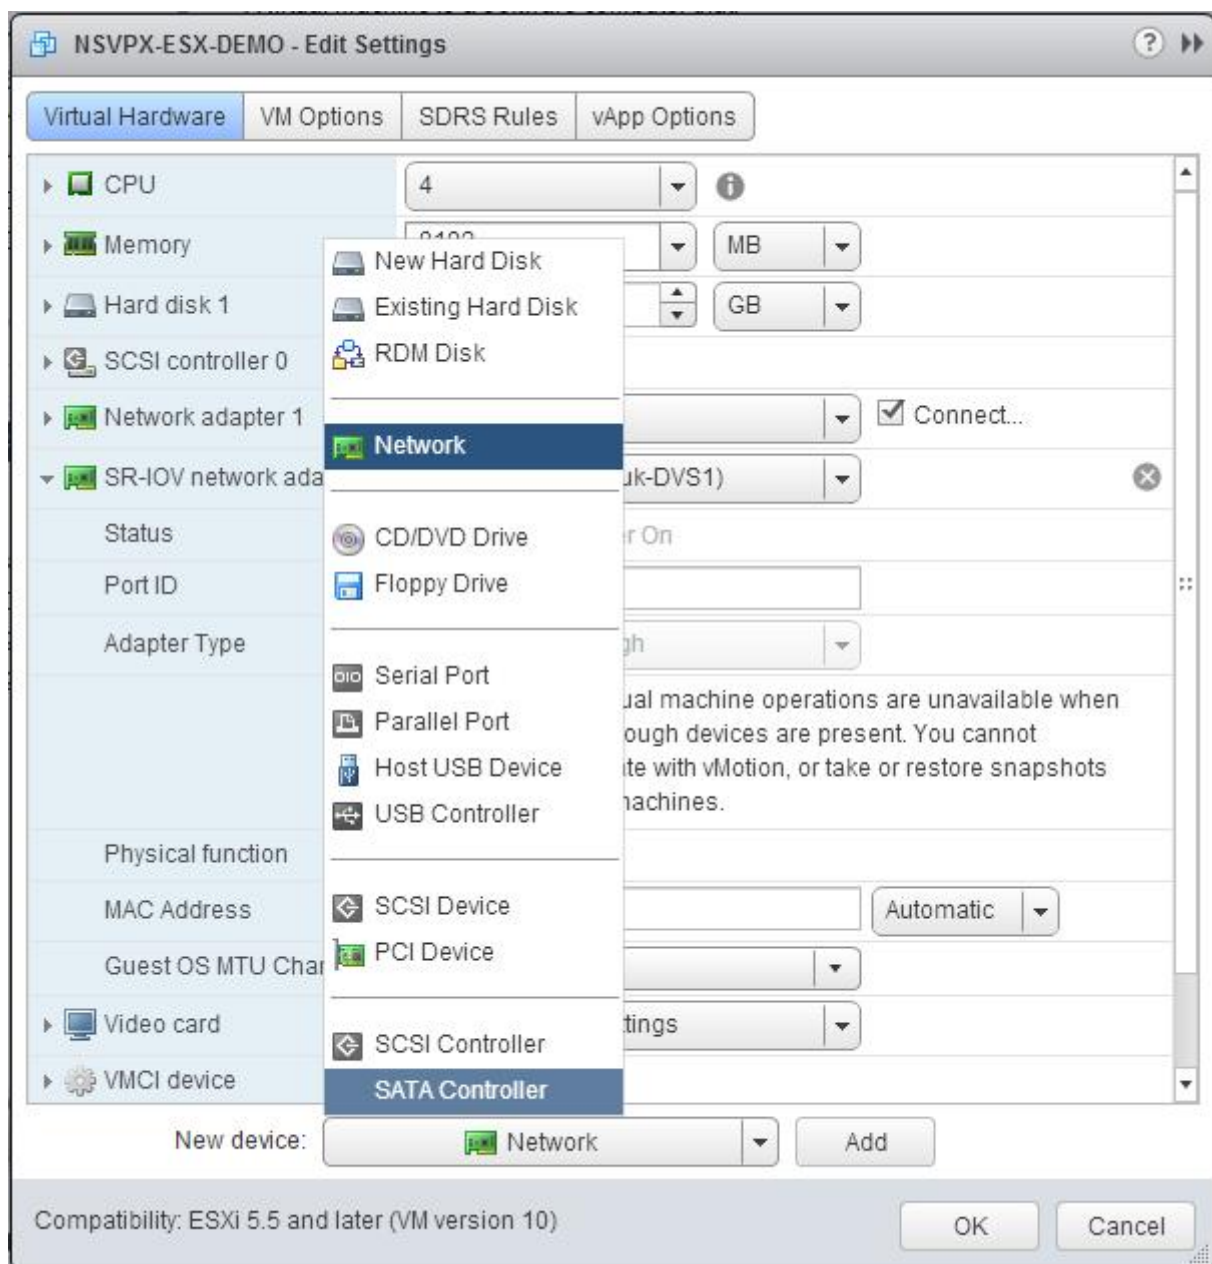 NSVPX-ESX-DEMO - Edit Settings
Virtual Hardware VM Options SDRS Rules vApp Options
CPU 4
Memory MB
New Hard Disk
Hard disk 1 Existing Hard Disk GB
RDM Disk
SCSI controller 0
Network adapter 1 Connect...
Network
SR-IOV network ada uk-DVS1)
Status CD/DVD Drive r On
Port ID Floppy Drive
Adapter Type gh
Serial Port
ual machine operations are unavailable when
Parallel Port
ough devices are present. You cannot
Host USB Device te with vMotion, or take or restore snapshots
USB Controller machines.
Physical function
MAC Address SCSI Device Automatic
Guest OS MTU Char PCI Device
Video card ttings
SCSI Controller
VMCI device SATA Controller
New device: Network Add
Compatibility: ESXi 5.5 and later (VM version 10) OK Cancel